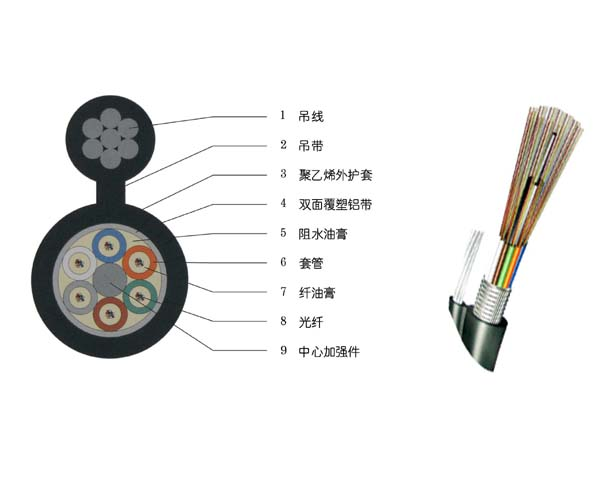 1 吊线
2 吊带
3 聚乙烯外护套
4 双面覆塑铝带
5 阻水油膏
6 套管
7 纤油膏
8 光纤
9 中心加强件